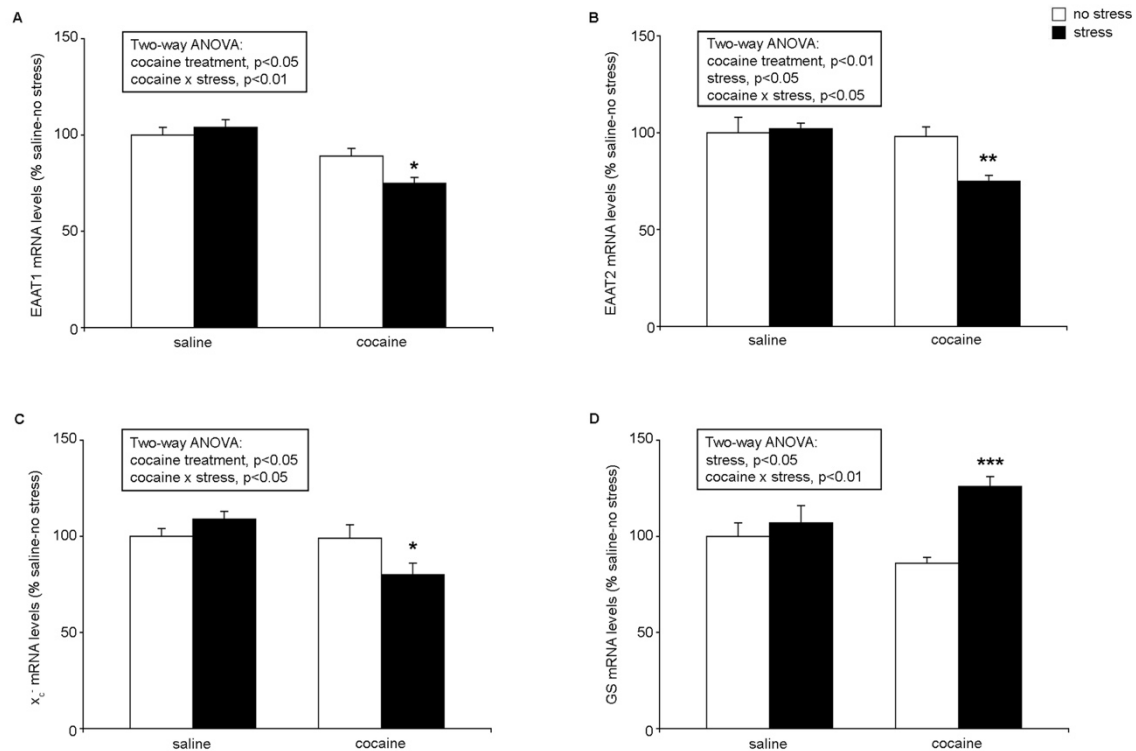 A
Two-way ANOVA:
cocaine treatment, p<0.05
cocaine x stress, p<0.01
EAAT1 mRNA levels (% saline-no stress)
150
100
50
0
*
saline
cocaine
B
no stress
stress
Two-way ANOVA:
cocaine treatment, p<0.01
stress, p<0.05
cocaine x stress, p<0.05
EAAT2 mRNA levels (% saline-no stress)
150
100
50
0
**
saline
cocaine
C
Two-way ANOVA:
cocaine treatment, p<0.05
cocaine x stress, p<0.05
x_c^- mRNA levels (% saline-no stress)
150
100
50
0
*
saline
cocaine
D
Two-way ANOVA:
stress, p<0.05
cocaine x stress, p<0.01
GS mRNA levels (% saline-no stress)
150
100
50
0
***
saline
cocaine